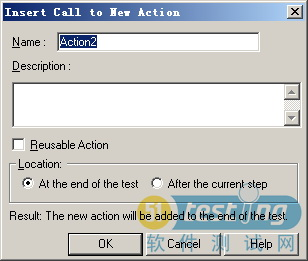 Insert Call to New Action
Name :
Action2
Description :
Reusable Action
Location:
At the end of the test
After the current step
Result: The new action will be added to the end of the test.
51 testing
软件测试网
OK
Cancel
Help